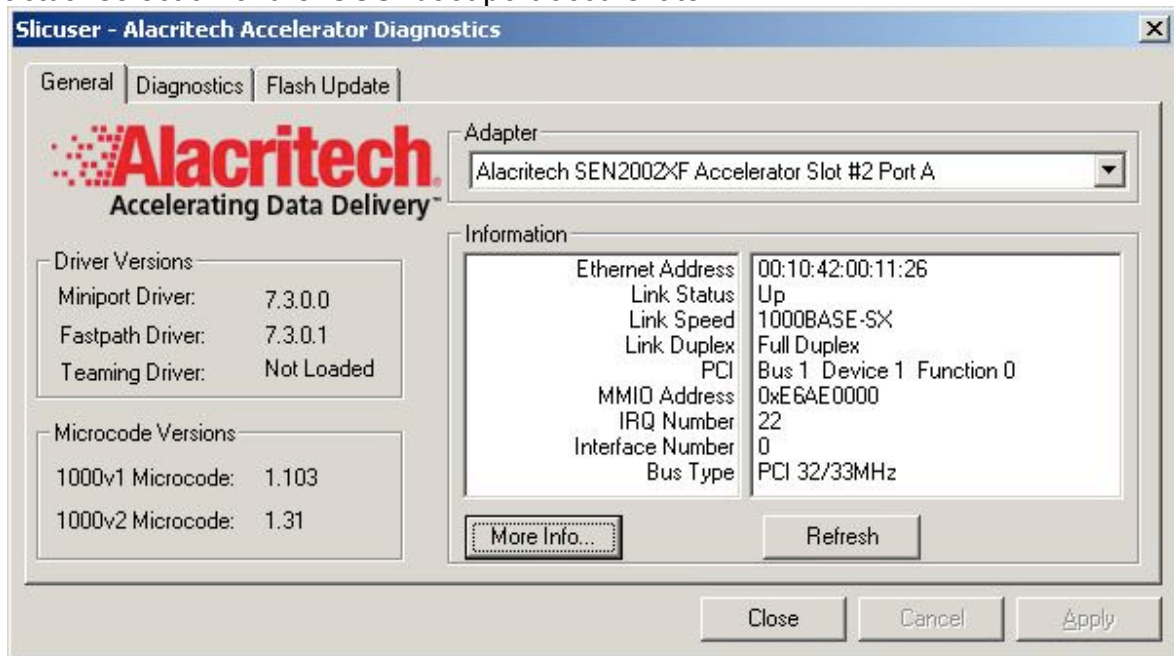 Slicuser - Alacritech Accelerator Diagnostics
General
Diagnostics
Flash Update
Alacritech
Accelerating Data Delivery™
Adapter
Alacritech SEN2002XF Accelerator Slot #2 Port A
Driver Versions
Miniport Driver: 7.3.0.0
Fastpath Driver: 7.3.0.1
Teaming Driver: Not Loaded
Microcode Versions
1000v1 Microcode: 1.103
1000v2 Microcode: 1.31
Information
Ethernet Address 00:10:42:00:11:26
Link Status Up
Link Speed 1000BASE-SX
Link Duplex Full Duplex
PCI Bus 1 Device 1 Function 0
MMIO Address 0xE6AE0000
IRQ Number 22
Interface Number 0
Bus Type PCI 32/33MHz
More Info...
Refresh
Close
Cancel
Apply